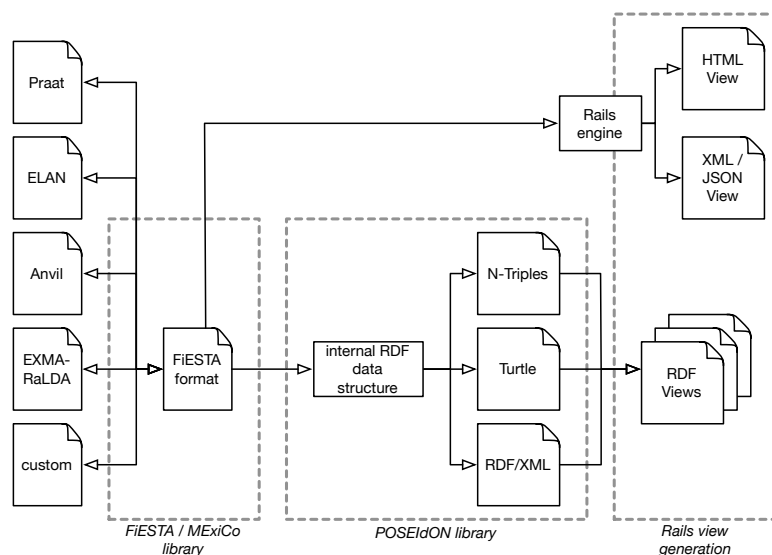 Praat
ELAN
Anvil
EXMA-
RaLDA
custom
FiESTA
format
FiESTA / MExiCo
library
internal RDF
data
structure
N-Triples
Turtle
RDF/XML
POSEIdON library
Rails
engine
HTML
View
XML /
JSON
View
RDF
Views
Rails view
generation